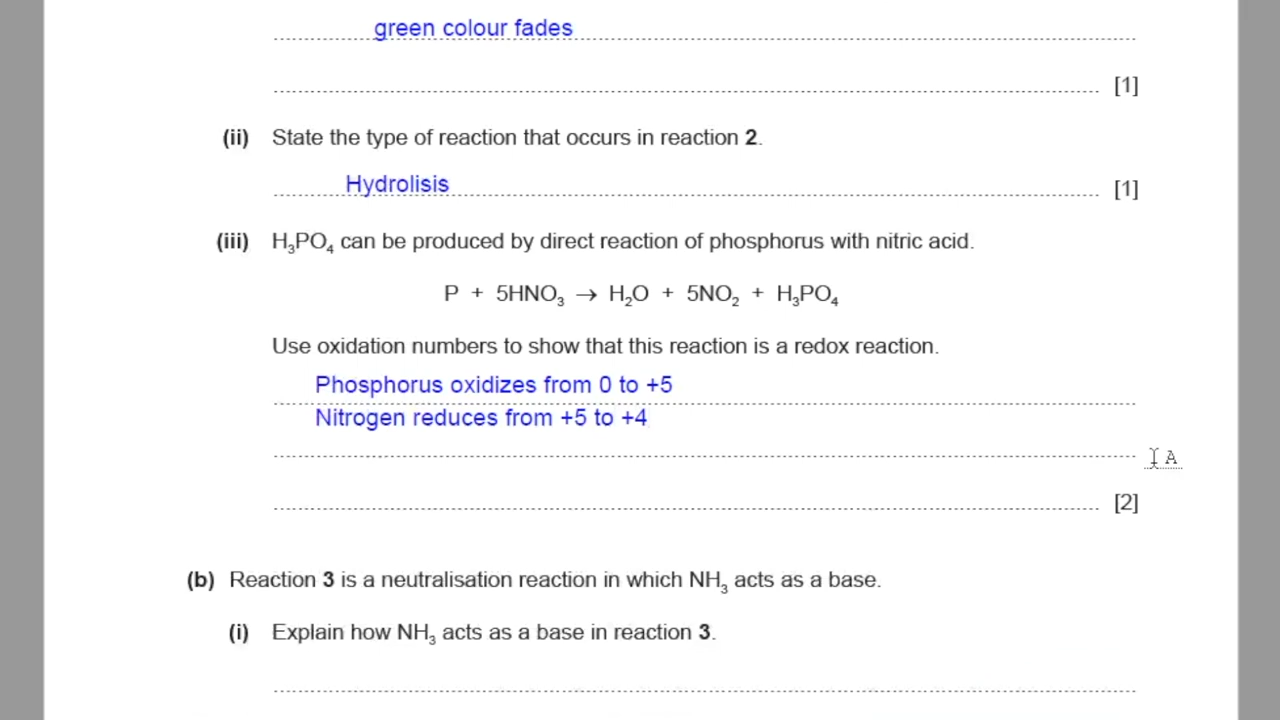 green colour fades
[1]
(ii) State the type of reaction that occurs in reaction 2.
Hydrolisis
[1]
(iii) H₃PO₄ can be produced by direct reaction of phosphorus with nitric acid.
P + 5HNO₃ → H₂O + 5NO₂ + H₃PO₄
Use oxidation numbers to show that this reaction is a redox reaction.
Phosphorus oxidizes from 0 to +5
Nitrogen reduces from +5 to +4
A
[2]
(b) Reaction 3 is a neutralisation reaction in which NH₃ acts as a base.
(i) Explain how NH₃ acts as a base in reaction 3.